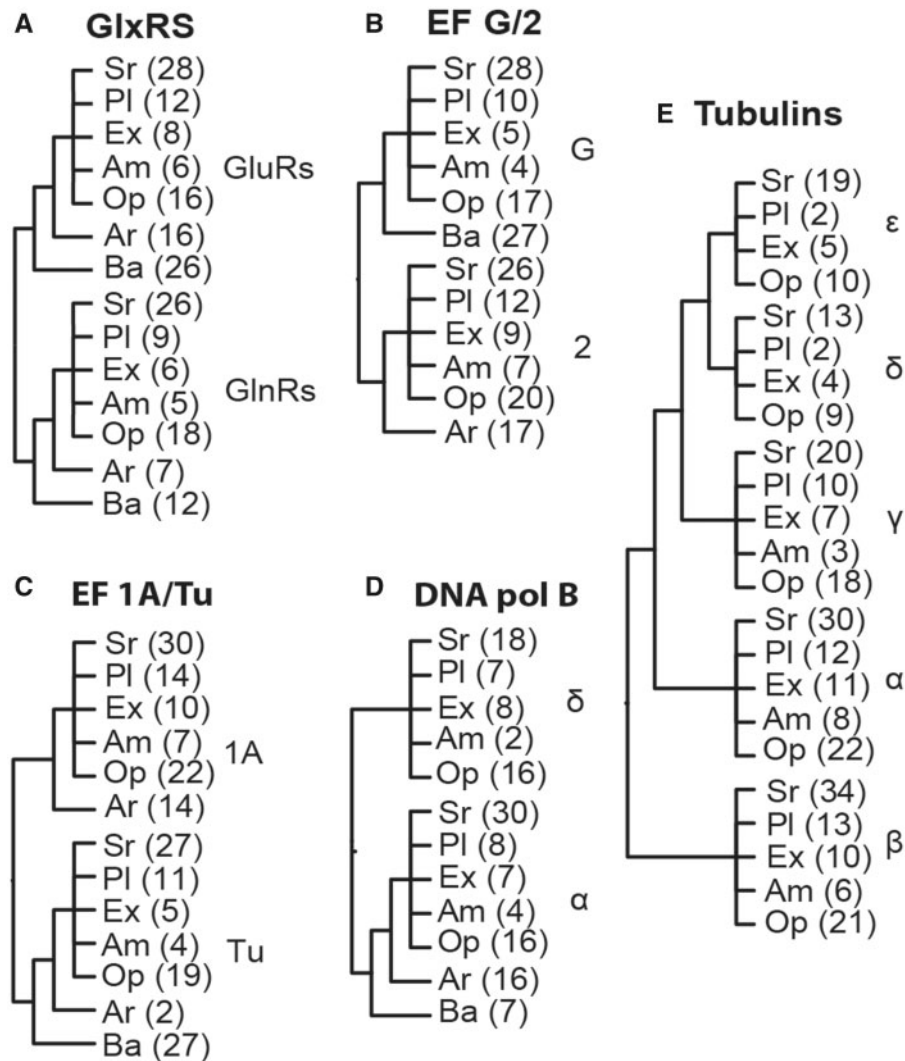 A GlxRS
Sr (28)
Pl (12)
Ex (8)
Am (6)
Op (16)
GluRs
Ar (16)
Ba (26)
Sr (26)
Pl (9)
Ex (6)
Am (5)
Op (18)
GlnRs
Ar (7)
Ba (12)
B EF G/2
Sr (28)
Pl (10)
Ex (5)
Am (4)
Op (17)
G
Ba (27)
Sr (26)
Pl (12)
Ex (9)
Am (7)
Op (20)
2
Ar (17)
C EF 1A/Tu
Sr (30)
Pl (14)
Ex (10)
Am (7)
Op (22)
1A
Ar (14)
Sr (27)
Pl (11)
Ex (5)
Am (4)
Op (19)
Tu
Ar (2)
Ba (27)
D DNA pol B
Sr (18)
Pl (7)
Ex (8)
Am (2)
Op (16)
δ
Sr (30)
Pl (8)
Ex (7)
Am (4)
Op (16)
α
Ar (16)
Ba (7)
E Tubulins
Sr (19)
Pl (2)
Ex (5)
Op (10)
ε
Sr (13)
Pl (2)
Ex (4)
Op (9)
δ
Sr (20)
Pl (10)
Ex (7)
Am (3)
Op (18)
γ
Sr (30)
Pl (12)
Ex (11)
Am (8)
Op (22)
α
Sr (34)
Pl (13)
Ex (10)
Am (6)
Op (21)
β